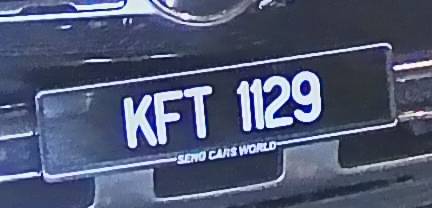 KFT 1129
SENG CARS WORLD